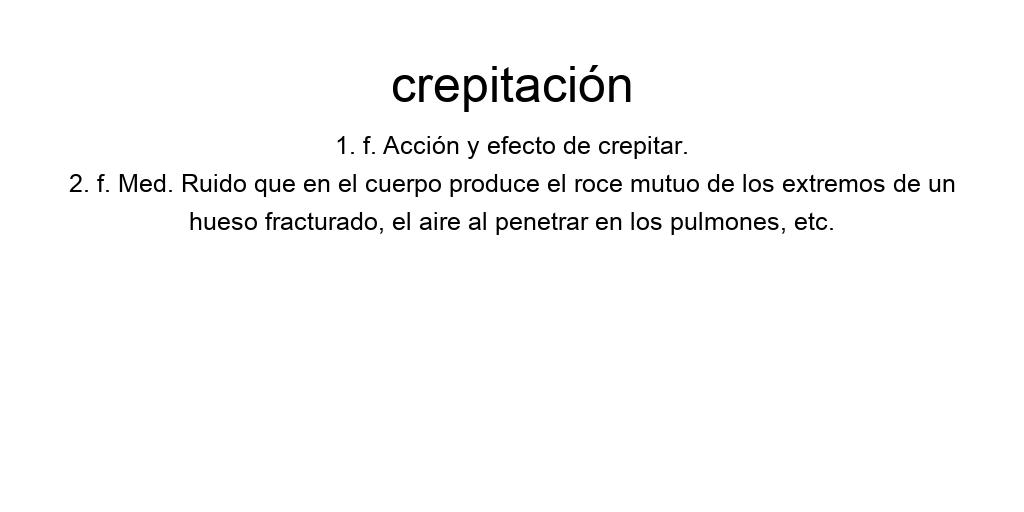 crepitación
1. f. Acción y efecto de crepitar.
2. f. Med. Ruido que en el cuerpo produce el roce mutuo de los extremos de un
hueso fracturado, el aire al penetrar en los pulmones, etc.